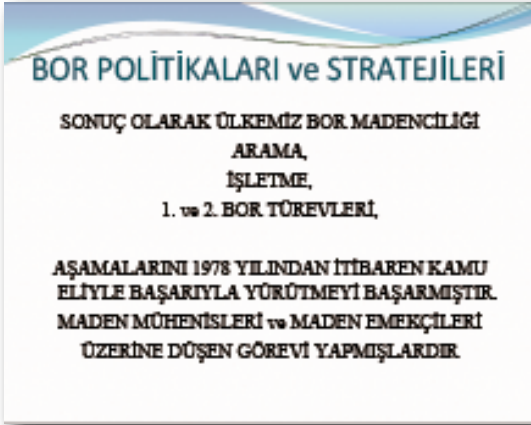 BOR POLİTİKALARI ve STRATEJİLERİ
SONUÇ OLARAK ÜLKEMİZ BOR MADENCİLİĞİ
ARAMA,
İŞLETME,
1. ve 2. BOR TÜREVLERİ,
AŞAMALARINI 1978 YILINDAN İTİBAREN KAMU
ELİYLE BAŞARIYLA YÜRÜTMEYİ BAŞARMIŞTIR.
MADEN MÜHENİSLERİ ve MADEN EMEKÇİLERİ
ÜZERİNE DÜŞEN GÖREVİ YAPMIŞLARDIR